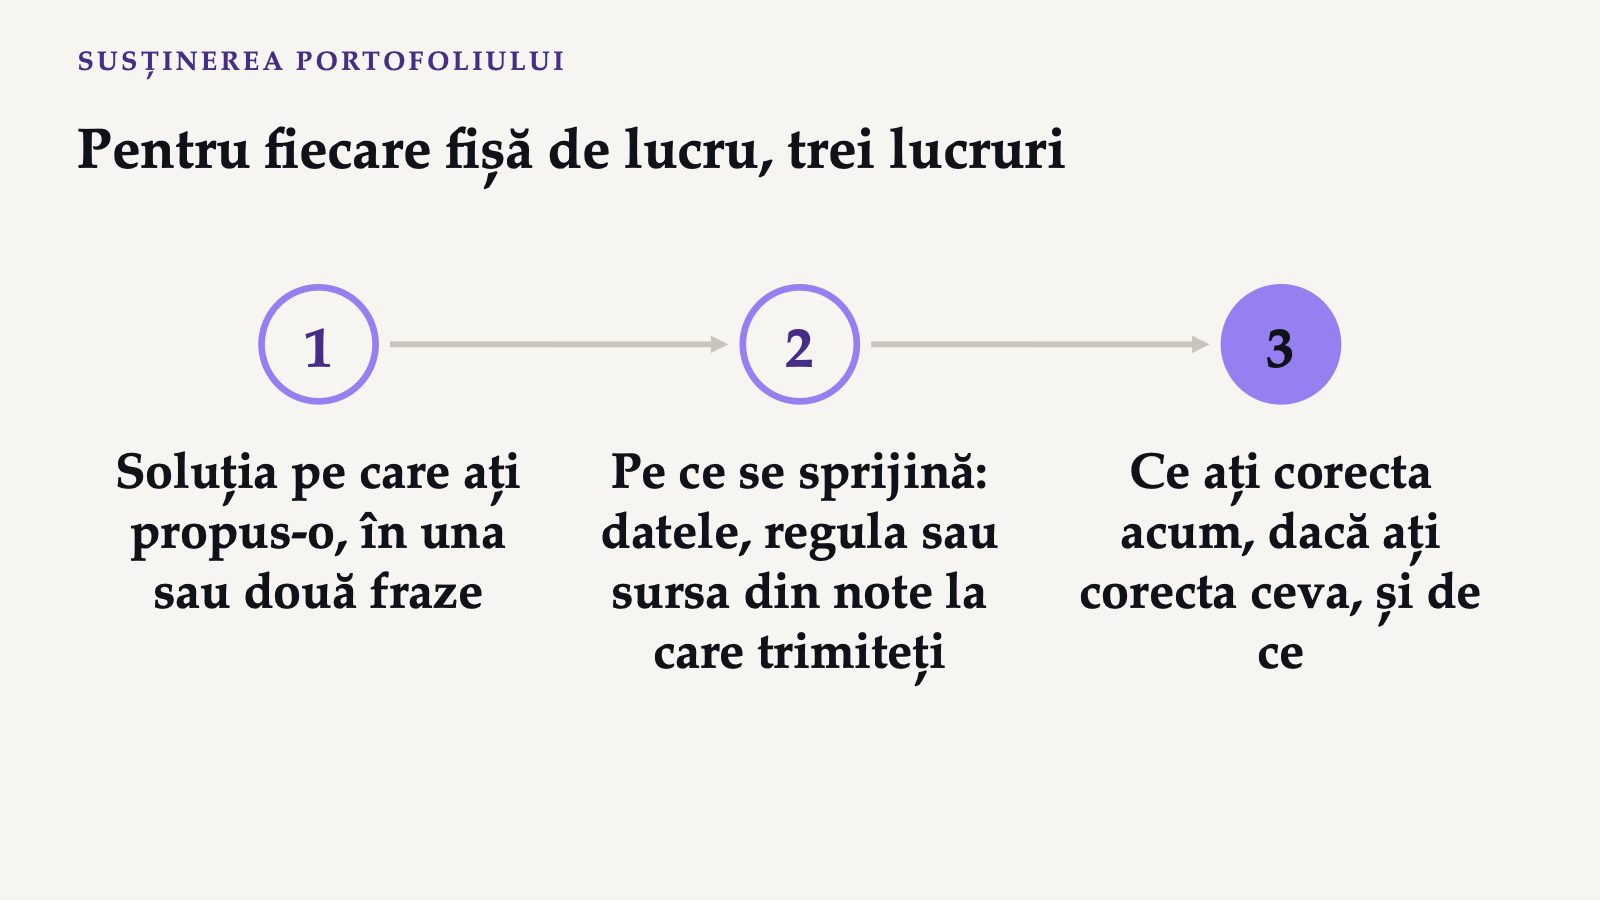 SUSȚINEREA PORTOFOLIULUI
Pentru fiecare fișă de lucru, trei lucruri
1
2
3
Soluția pe care ați
propus-o, în una
sau două fraze
Pe ce se sprijină:
datele, regula sau
sursa din note la
care trimiteți
Ce ați corecta
acum, dacă ați
corecta ceva, și de
ce